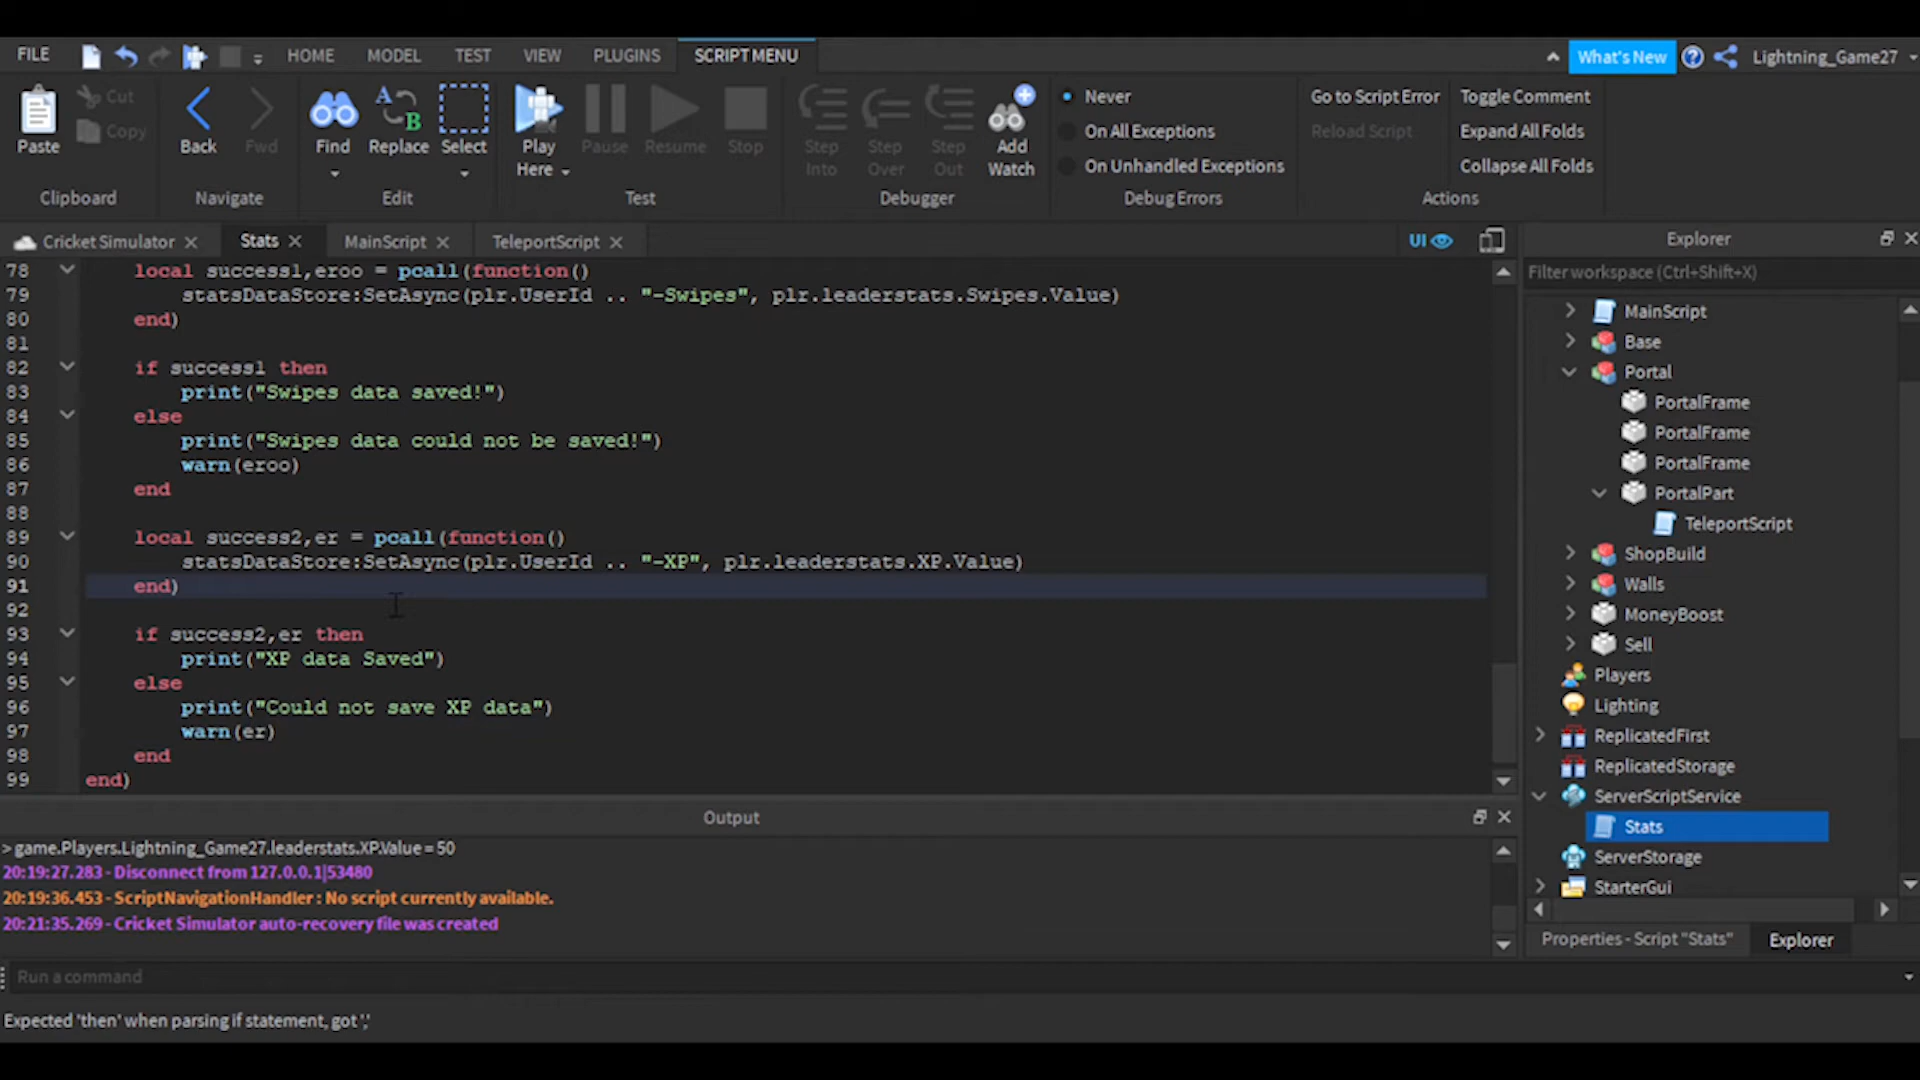 FILE HOME MODEL TEST VIEW PLUGINS SCRIPT MENU What's New Lightning_Game27
Paste Cut Copy Back Fwd Find Replace Select Play Here Pause Resume Stop Step Into Step Over Step Out Add Watch Never On All Exceptions On Unhandled Exceptions Go to Script Error Reload Script Toggle Comment Expand All Folds Collapse All Folds
Clipboard Navigate Edit Test Debugger Debug Errors Actions
Cricket Simulator Stats MainScript TeleportScript UI
78 local success1,eroo = pcall(function()
79 statsDataStore:SetAsync(plr.UserId .. "-Swipes", plr.leaderstats.Swipes.Value)
80 end)
81
82 if success1 then
83 print("Swipes data saved!")
84 else
85 print("Swipes data could not be saved!")
86 warn(eroo)
87 end
88
89 local success2,er = pcall(function()
90 statsDataStore:SetAsync(plr.UserId .. "-XP", plr.leaderstats.XP.Value)
91 end)
92
93 if success2,er then
94 print("XP data Saved")
95 else
96 print("Could not save XP data")
97 warn(er)
98 end
99 end)
Output
> game.Players.Lightning_Game27.leaderstats.XP.Value = 50
20:19:27.283 - Disconnect from 127.0.0.1|53480
20:19:36.453 - ScriptNavigationHandler : No script currently available.
20:21:35.269 - Cricket Simulator auto-recovery file was created
Run a command
Expected 'then' when parsing if statement, got ','
Explorer
Filter workspace (Ctrl+Shift+X)
MainScript
Base
Portal
PortalFrame
PortalFrame
PortalFrame
PortalPart
TeleportScript
ShopBuild
Walls
MoneyBoost
Sell
Players
Lighting
ReplicatedFirst
ReplicatedStorage
ServerScriptService
Stats
ServerStorage
StarterGui
Properties - Script "Stats" Explorer